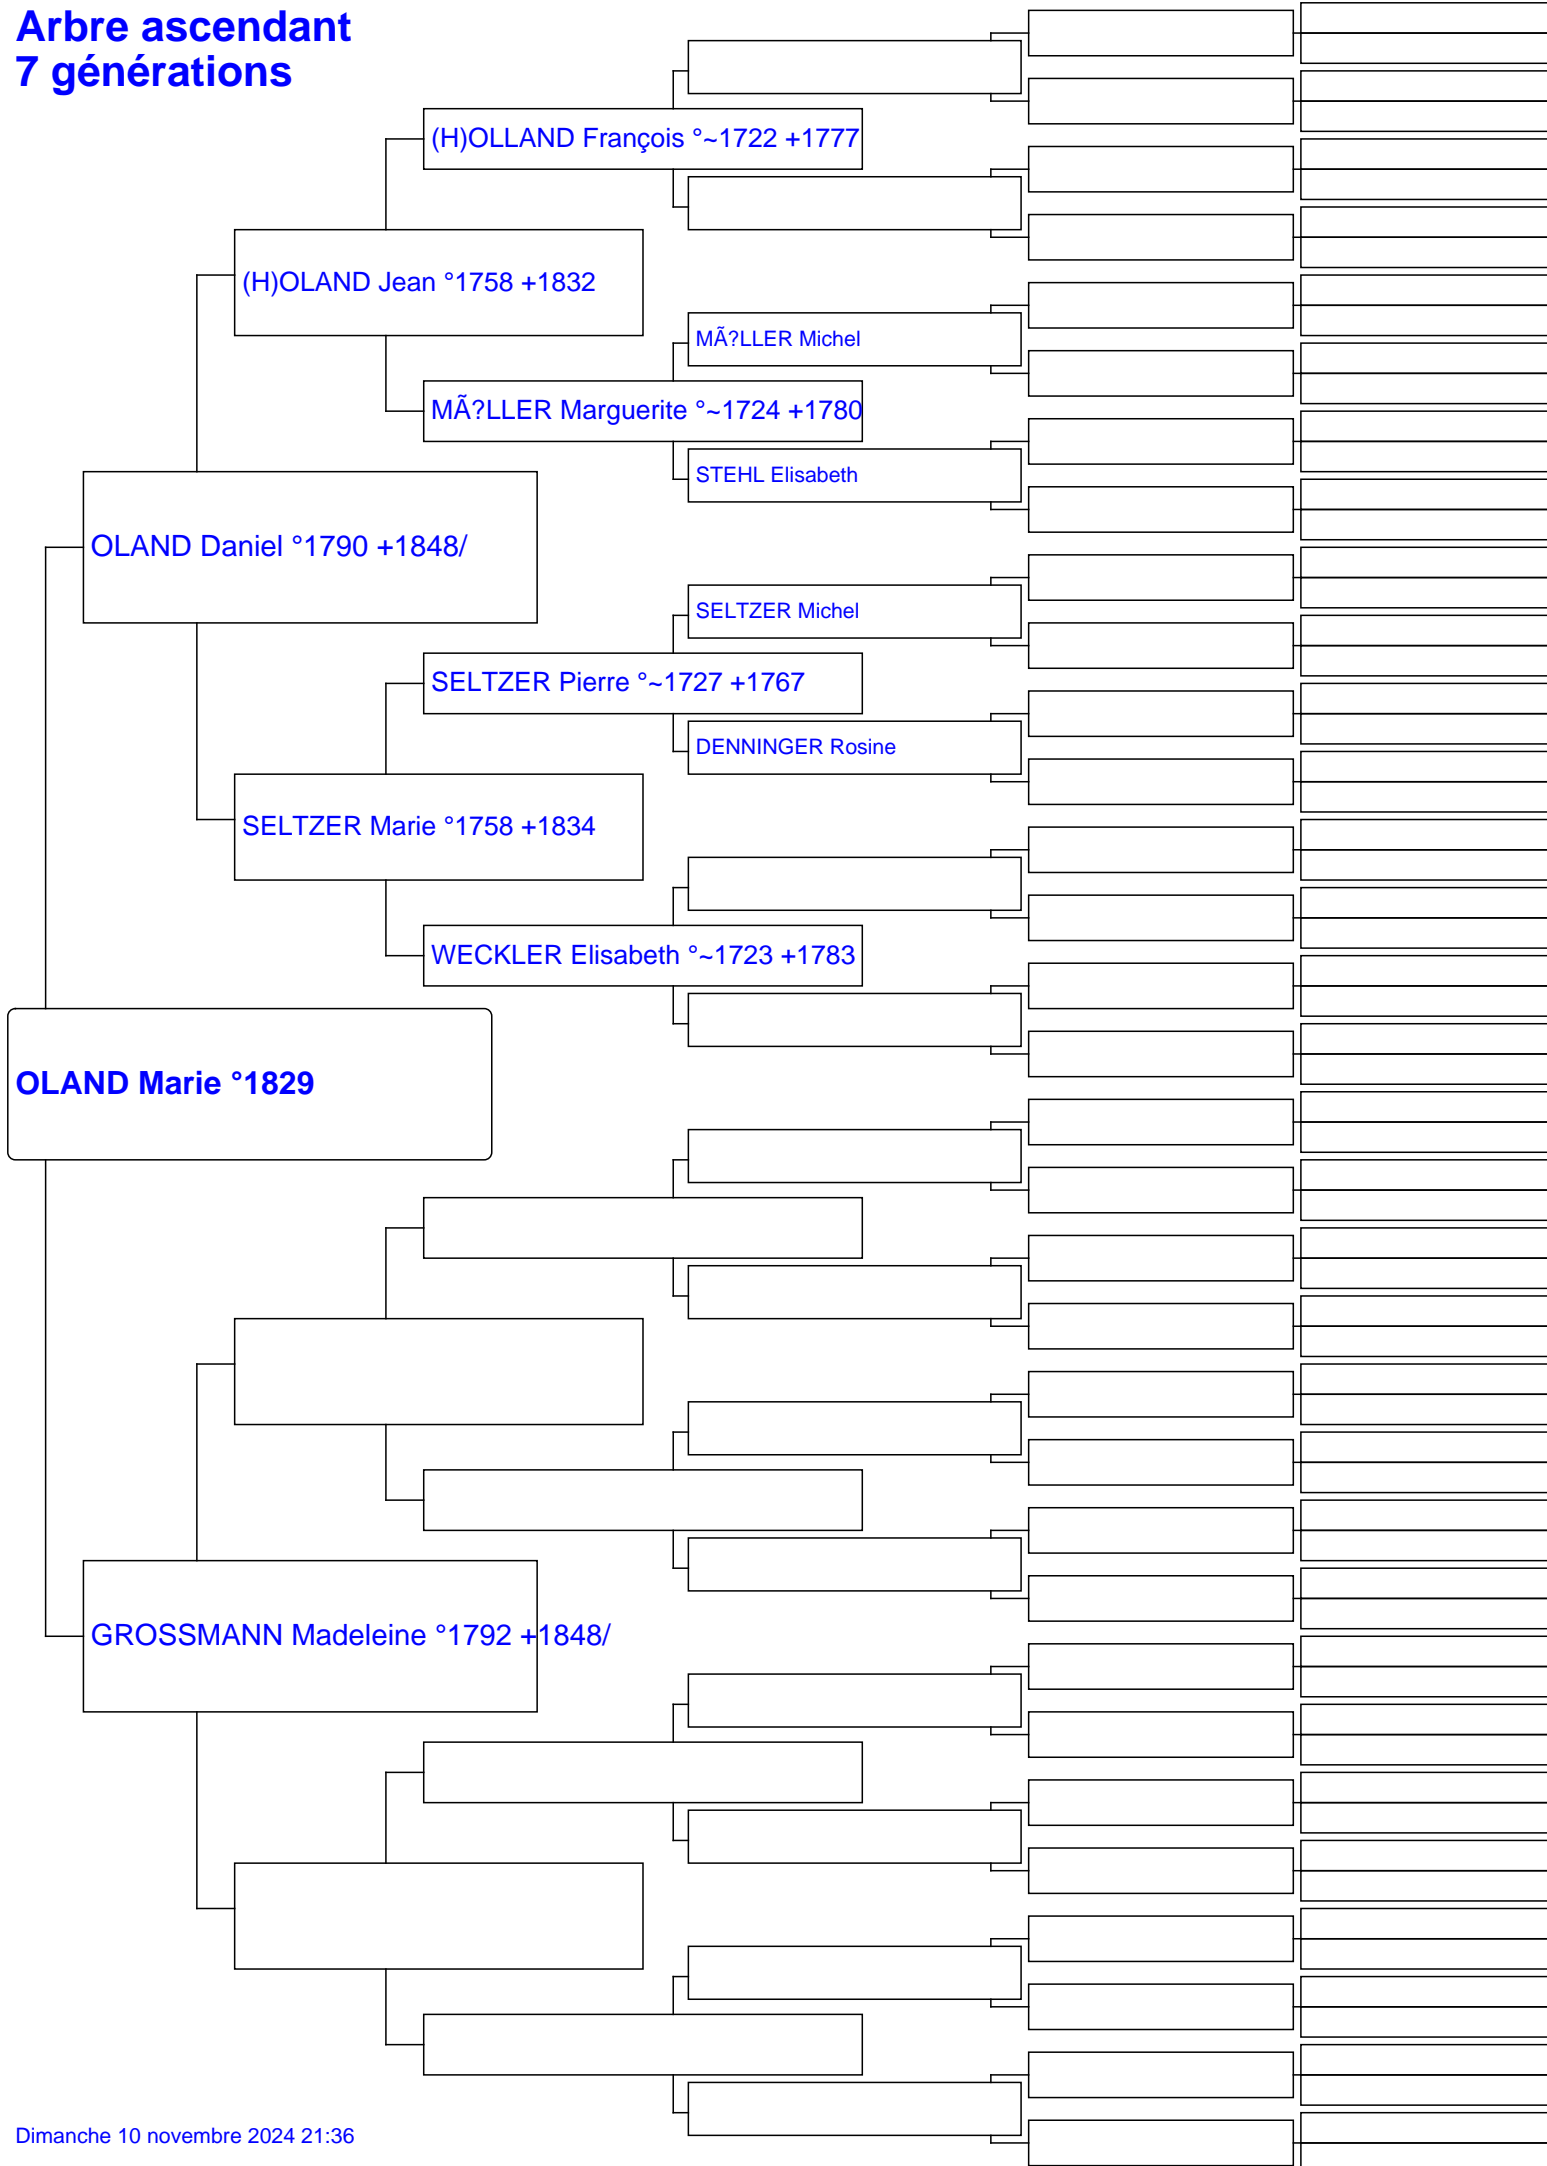 Arbre ascendant
7 générations
(H)OLLAND François °~1722 +1777
(H)OLAND Jean °1758 +1832
MÃ?LLER Michel
MÃ?LLER Marguerite °~1724 +1780
STEHL Elisabeth
OLAND Daniel °1790 +1848/
SELTZER Michel
SELTZER Pierre °~1727 +1767
DENNINGER Rosine
SELTZER Marie °1758 +1834
WECKLER Elisabeth °~1723 +1783
OLAND Marie °1829
GROSSMANN Madeleine °1792 +1848/
Dimanche 10 novembre 2024 21:36